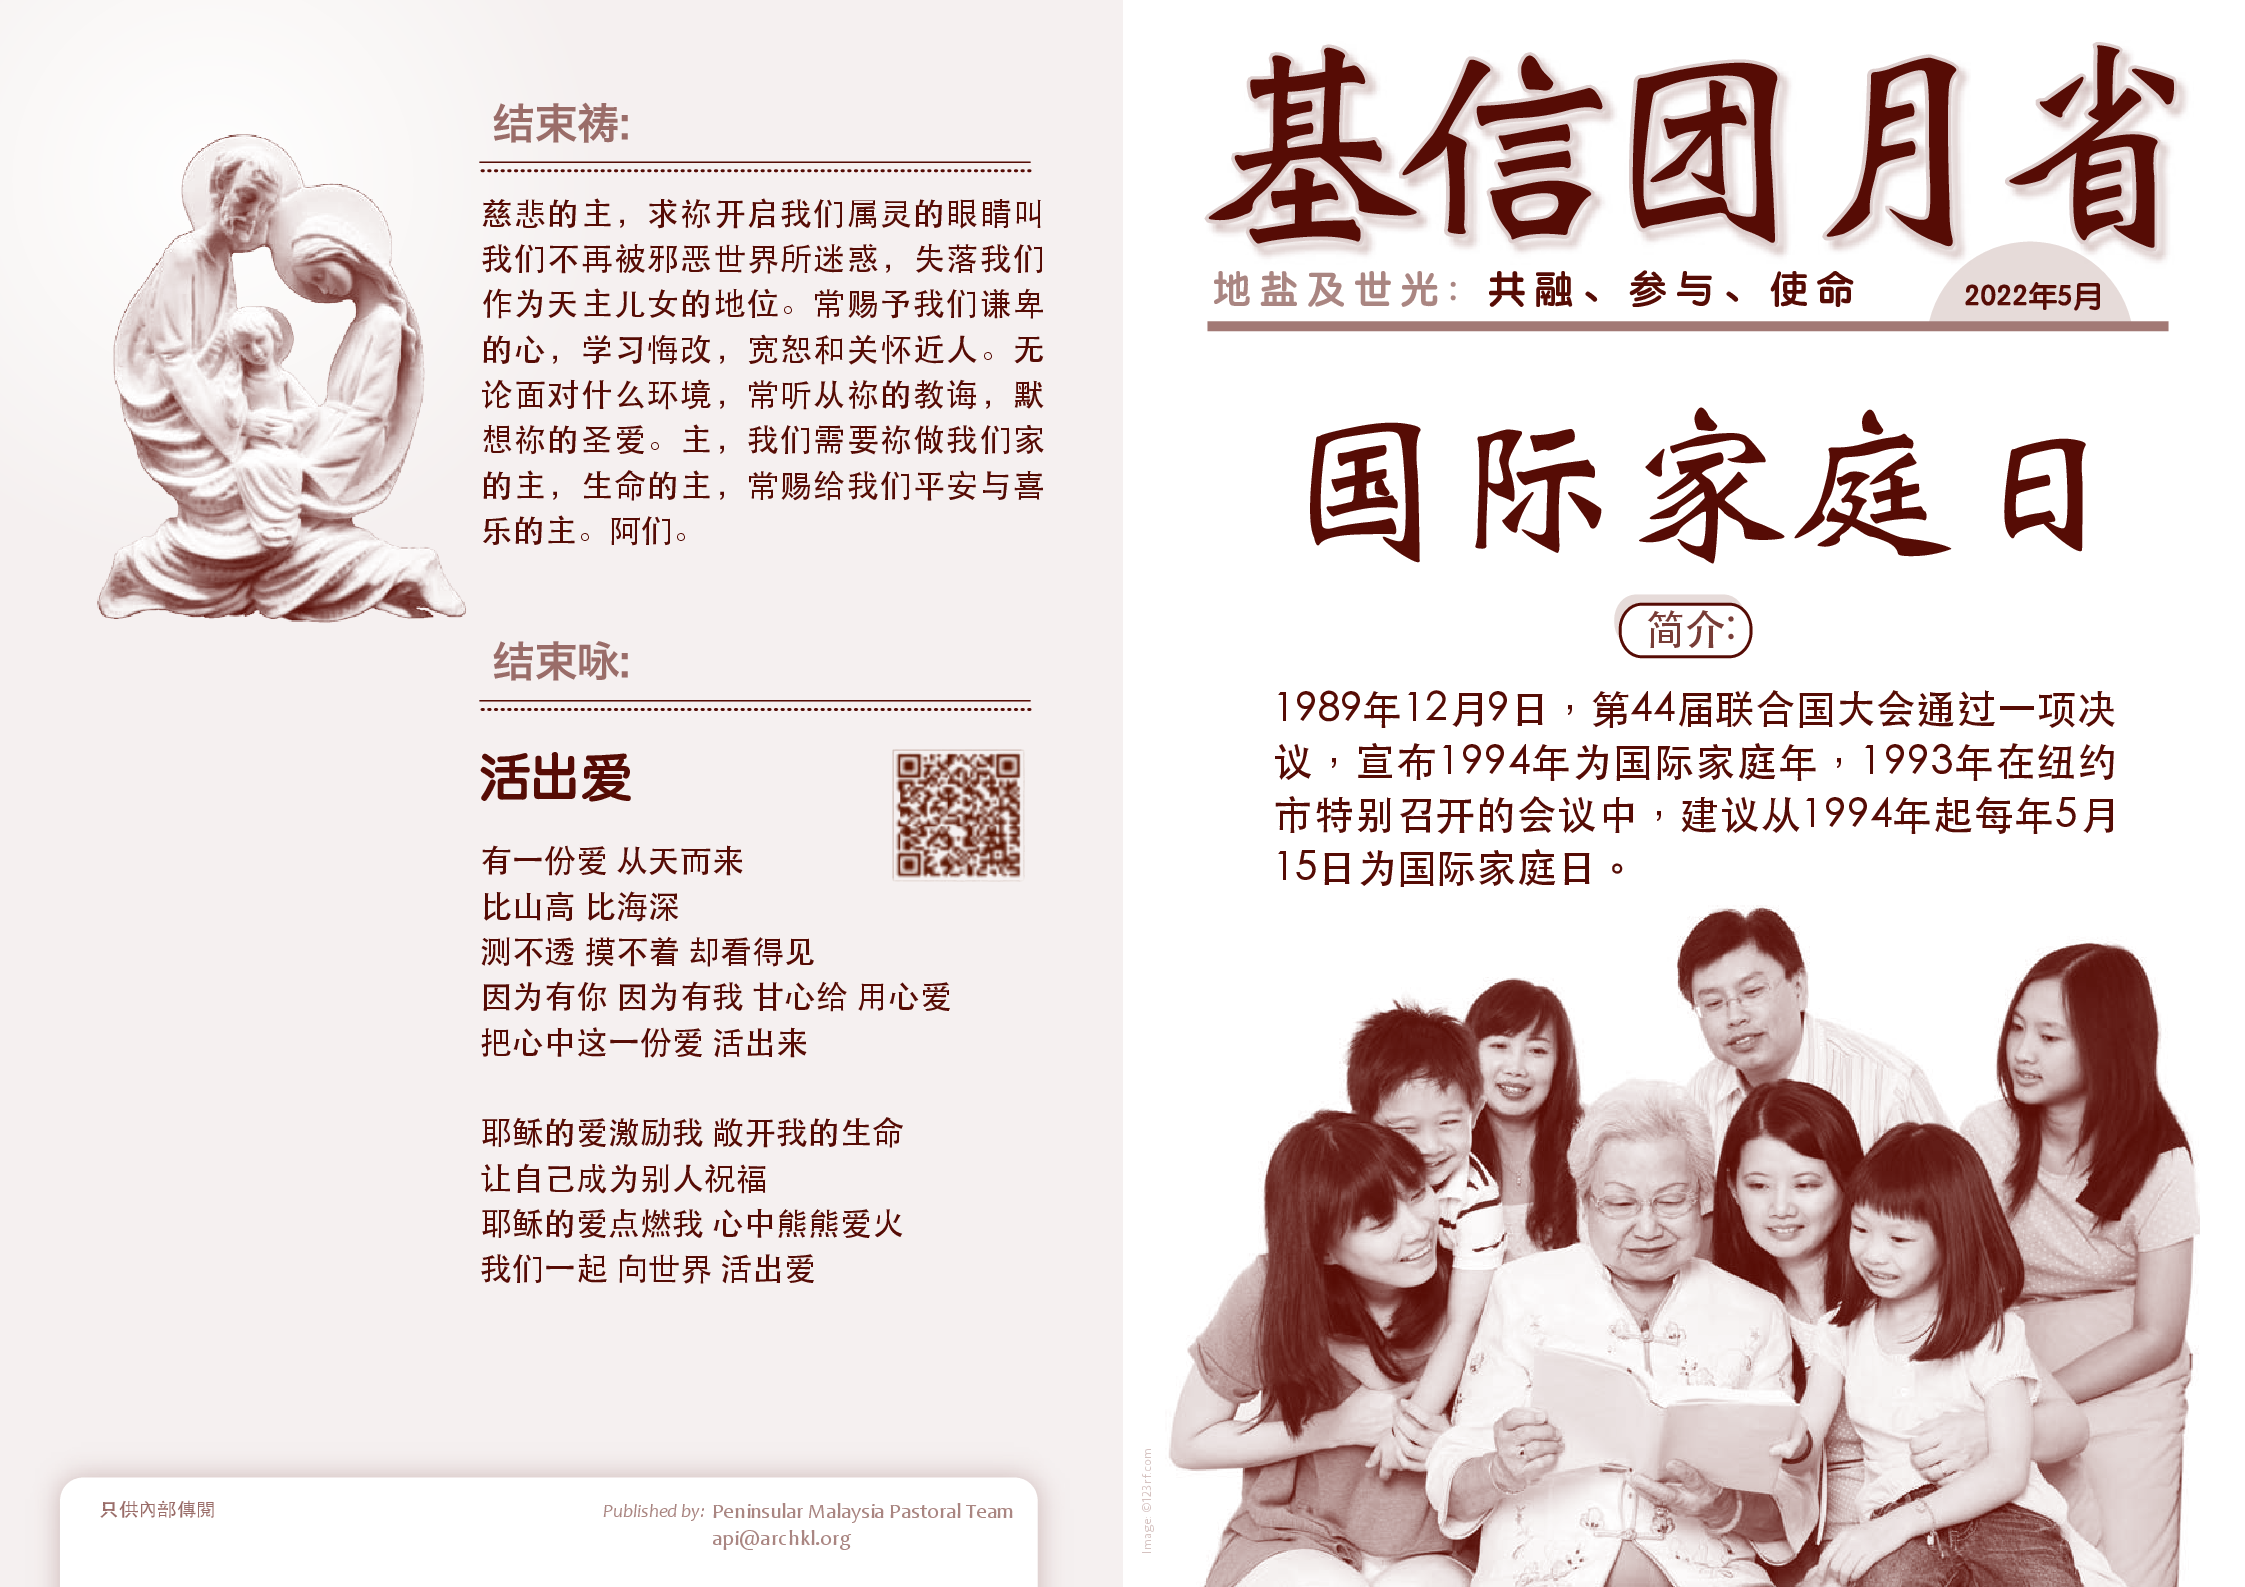 结束祷:
慈悲的主，求祢开启我们属灵的眼睛叫
我们不再被邪恶世界所迷惑，失落我们
作为天主儿女的地位。常赐予我们谦卑
的心，学习悔改，宽恕和关怀近人。无
论面对什么环境，常听从祢的教诲，默
想祢的圣爱。主，我们需要祢做我们家
的主，生命的主，常赐给我们平安与喜
乐的主。阿们。
结束咏:
活出爱
有一份爱 从天而来
比山高 比海深
测不透 摸不着 却看得见
因为有你 因为有我 甘心给 用心爱
把心中这一份爱 活出来
耶稣的爱激励我 敞开我的生命
让自己成为别人祝福
耶稣的爱点燃我 心中熊熊爱火
我们一起 向世界 活出爱
只供內部傳閱
Published by: Peninsular Malaysia Pastoral Team
api@archkl.org
基信团月省
地盐及世光: 共融、参与、使命
2022年5月
国际家庭日
简介:
1989年12月9日，第44届联合国大会通过一项决
议，宣布1994年为国际家庭年，1993年在纽约
市特别召开的会议中，建议从1994年起每年5月
15日为国际家庭日。
Image: ©123rf.com